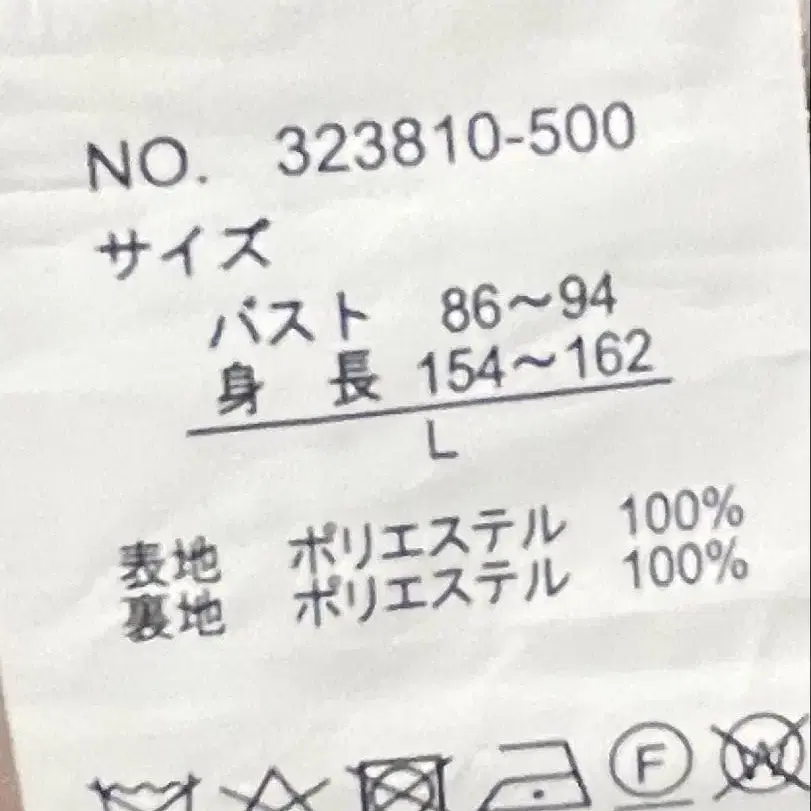 NO. 323810-500
サイズ
バスト 86～94
身 長 154～162
L
表地 ポリエステル 100%
裏地 ポリエステル 100%
F W